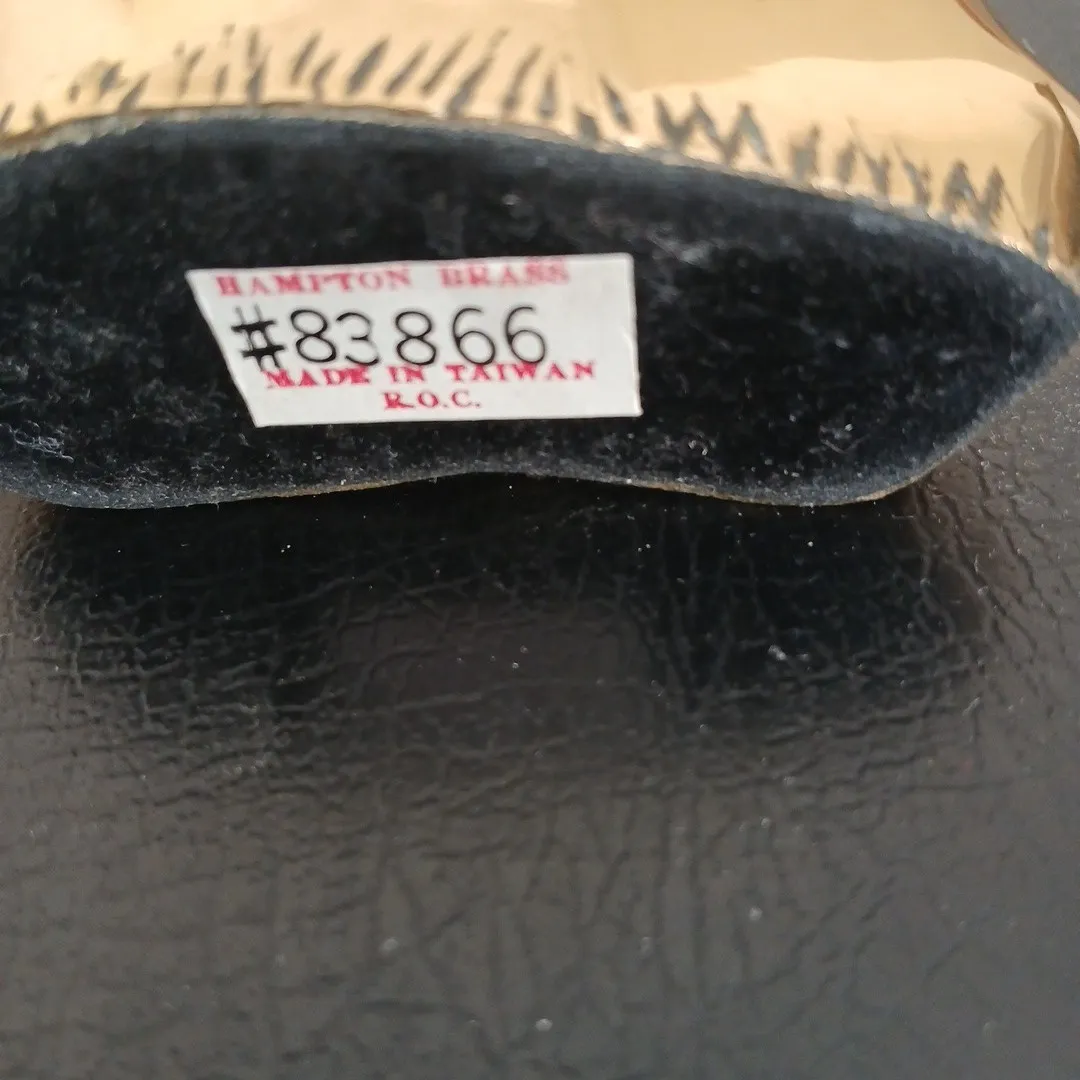 HAMPTON BRASS
#83866
MADE IN TAIWAN
R.O.C.